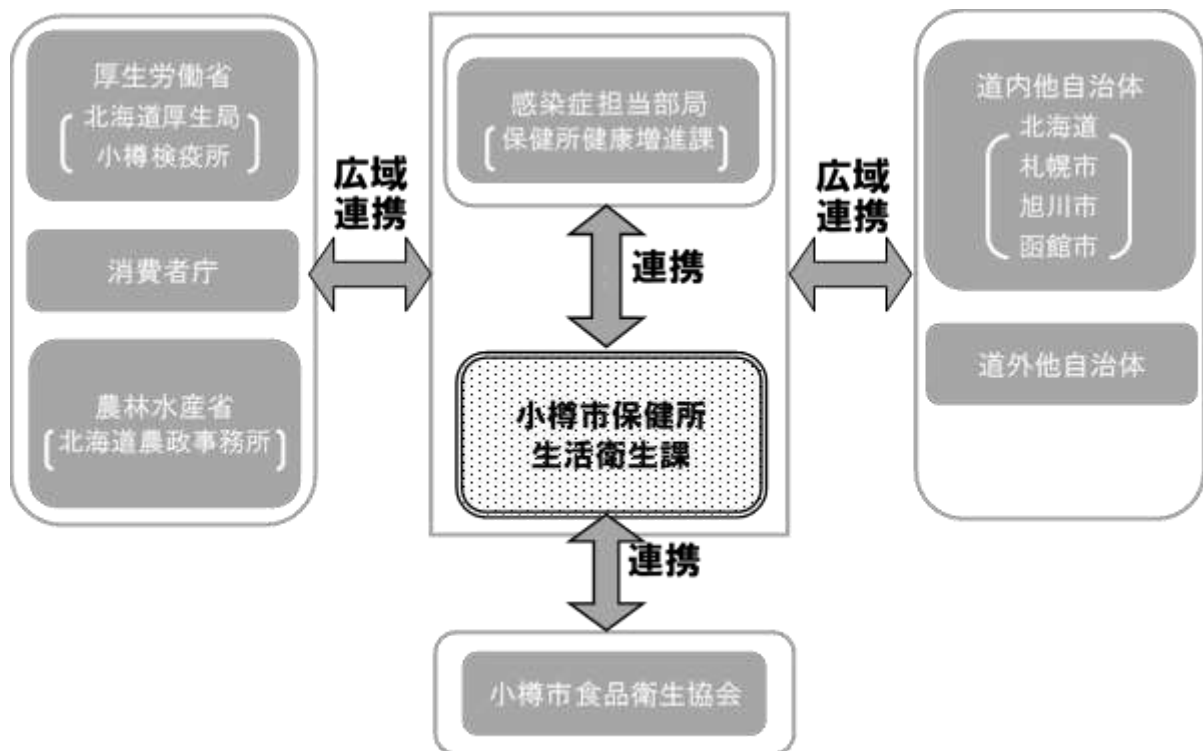 厚生労働省
北海道厚生局
小樽検疫所
消費者庁
農林水産省
北海道農政事務所
広域
連携
感染症担当部局
保健所健康増進課
連携
小樽市保健所
生活衛生課
連携
小樽市食品衛生協会
広域
連携
道内他自治体
北海道
札幌市
旭川市
函館市
道外他自治体